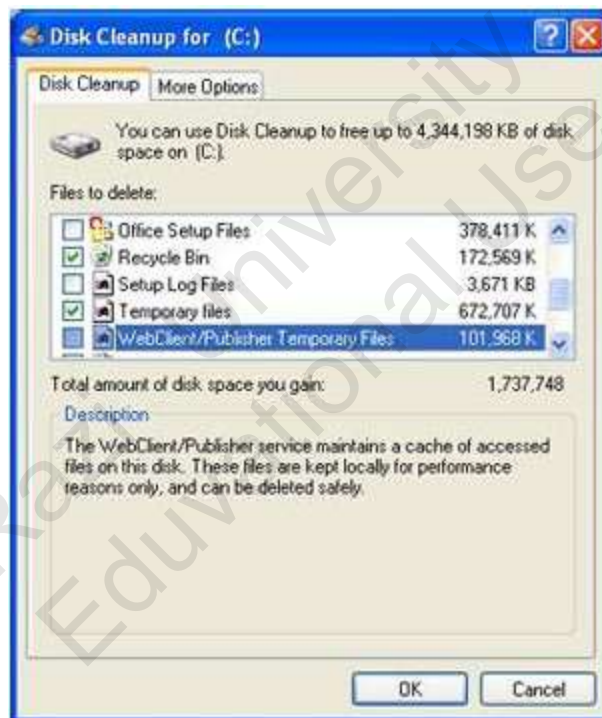 Disk Cleanup for (C:)
Disk Cleanup
More Options
You can use Disk Cleanup to free up to 4,344,198 KB of disk
space on (C:).
Files to delete:
Office Setup Files 378,411 K
Recycle Bin 172,569 K
Setup Log Files 3,671 KB
Temporary files 672,707 K
WebClient/Publisher Temporary Files 101,968 K
Total amount of disk space you gain: 1,737,748
Description
The WebClient/Publisher service maintains a cache of accessed
files on this disk. These files are kept locally for performance
reasons only, and can be deleted safely.
OK
Cancel
University
Eduvational Use